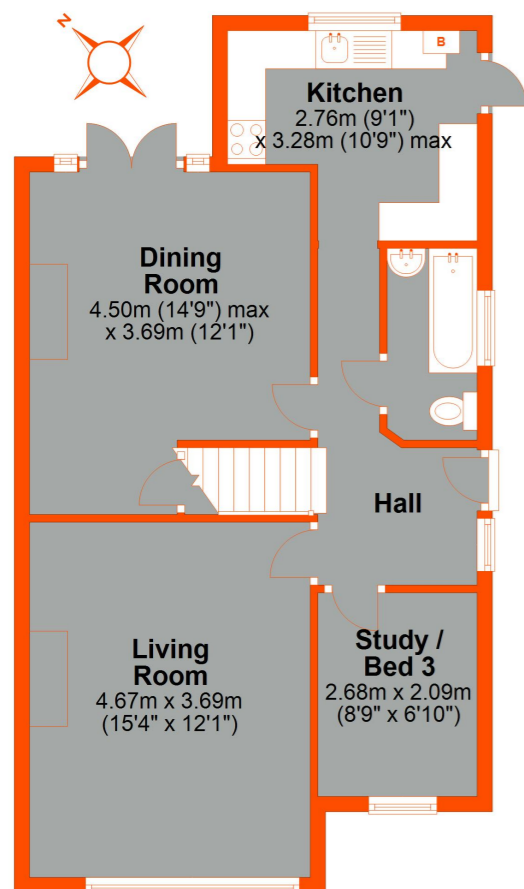 N
B
Kitchen
2.76m (9'1")
x 3.28m (10'9") max
Dining
Room
4.50m (14'9") max
x 3.69m (12'1")
Hall
Living
Room
4.67m x 3.69m
(15'4" x 12'1")
Study /
Bed 3
2.68m x 2.09m
(8'9" x 6'10")